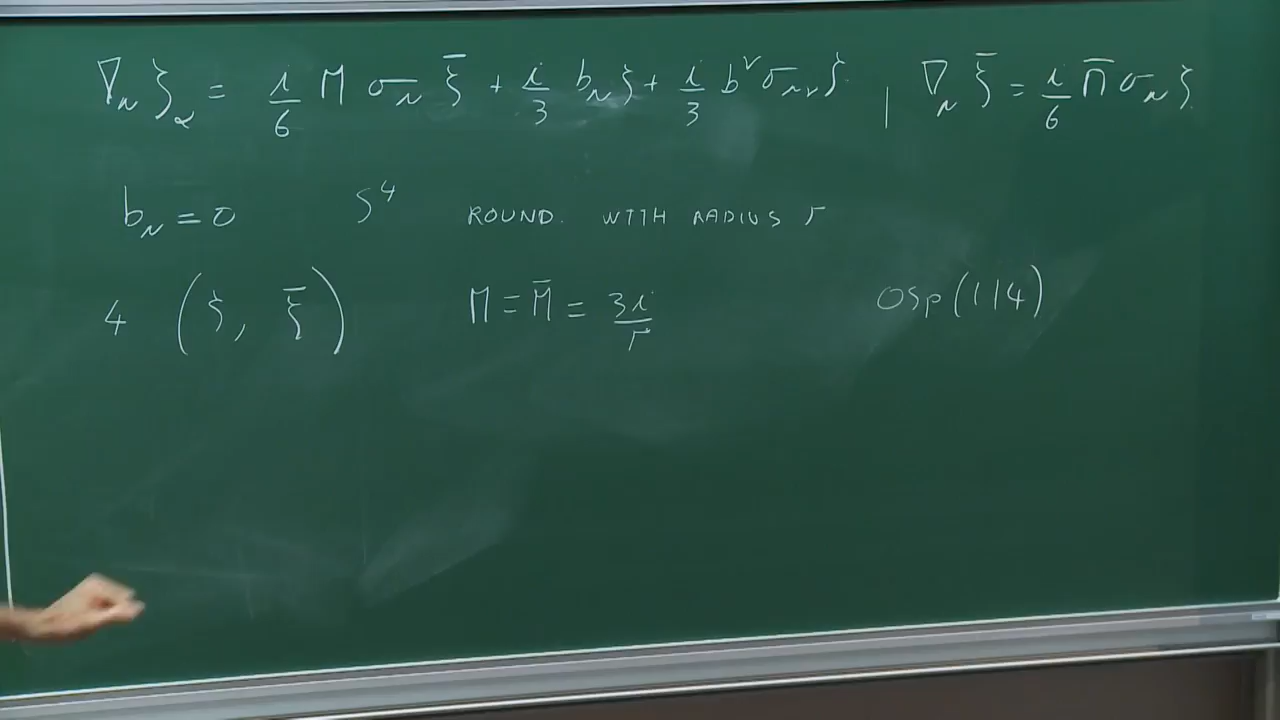 ∇_μ ξ_α = i/6 M σ_μ ξ̄ + i/3 b_μ ξ + i/3 b^ν σ_μν ξ | ∇_μ ξ̄ = i/6 M̄ σ_μ ξ
b_μ = 0 S^4 ROUND. WITH RADIUS r
4 (ξ, ξ̄) M = M̄ = 3i/r OSp(1|4)